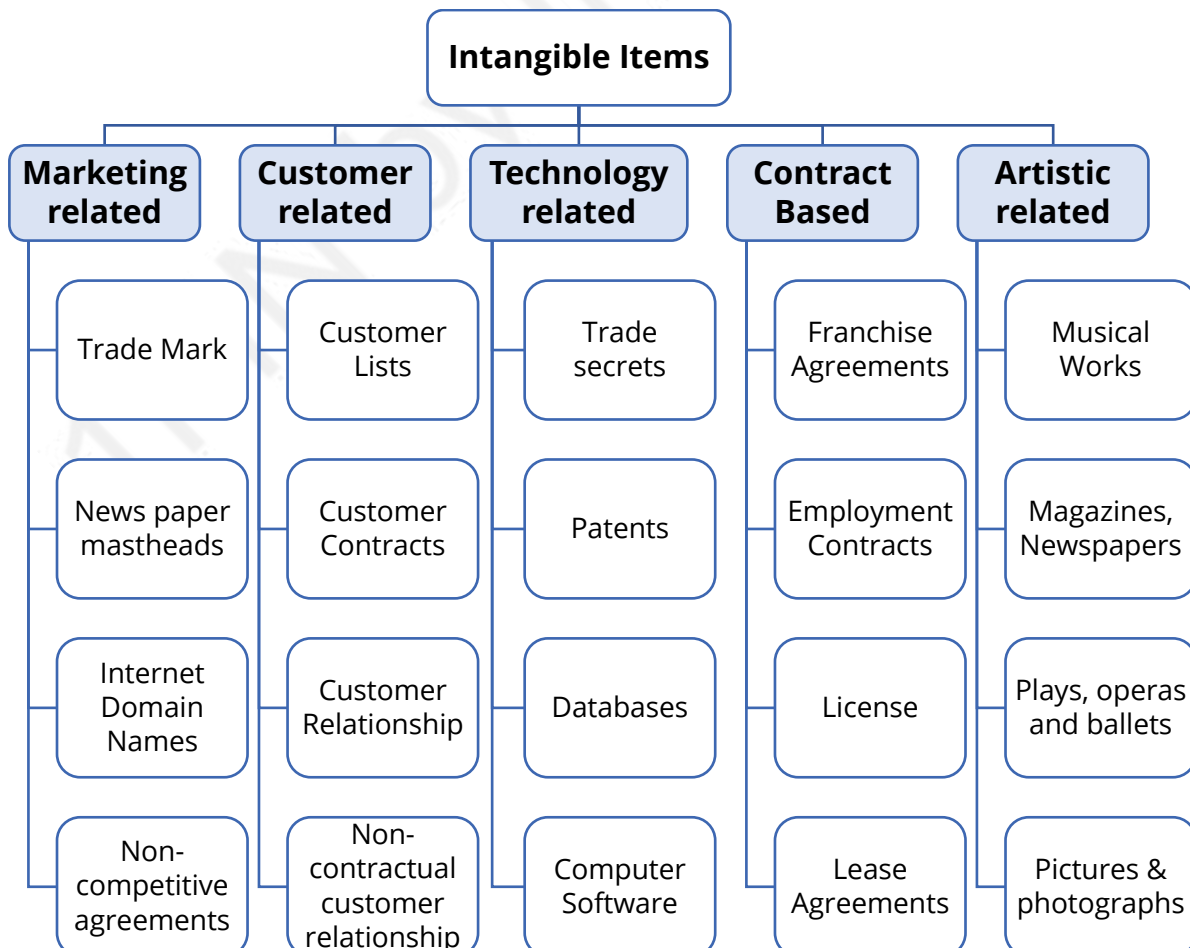 Intangible Items
Marketing
related
Customer
related
Technology
related
Contract
Based
Artistic
related
Trade Mark
Customer
Lists
Trade
secrets
Franchise
Agreements
Musical
Works
News paper
mastheads
Customer
Contracts
Patents
Employment
Contracts
Magazines,
Newspapers
Internet
Domain
Names
Customer
Relationship
Databases
License
Plays, operas
and ballets
Non-
competitive
agreements
Non-
contractual
customer
relationship
Computer
Software
Lease
Agreements
Pictures &
photographs